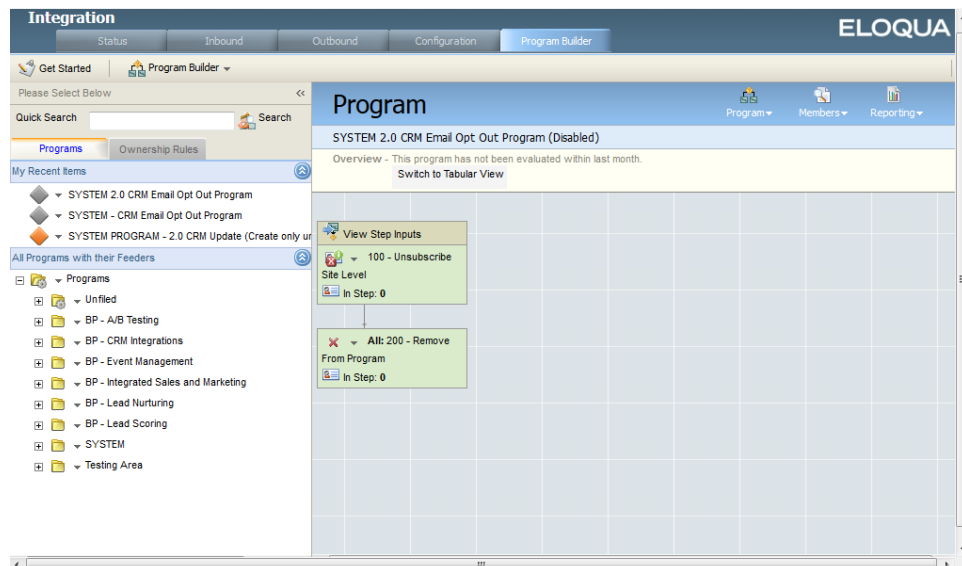 Integration
ELOQUA
Status Inbound Outbound Configuration Program Builder
Get Started Program Builder
Please Select Below <<
Quick Search Search
Programs Ownership Rules
My Recent Items
SYSTEM 2.0 CRM Email Opt Out Program
SYSTEM - CRM Email Opt Out Program
SYSTEM PROGRAM - 2.0 CRM Update (Create only
All Programs with their Feeders
Programs
Unfiled
BP - A/B Testing
BP - CRM Integrations
BP - Event Management
BP - Integrated Sales and Marketing
BP - Lead Nurturing
BP - Lead Scoring
SYSTEM
Testing Area
Program
Program Members Reporting
SYSTEM 2.0 CRM Email Opt Out Program (Disabled)
Overview - This program has not been evaluated within last month.
Switch to Tabular View
View Step Inputs
100 - Unsubscribe
Site Level
In Step: 0
All: 200 - Remove
From Program
In Step: 0